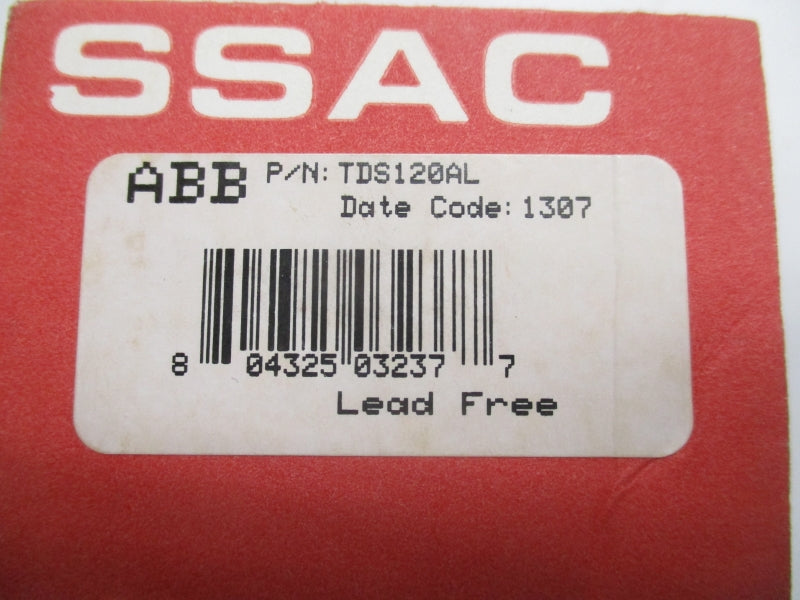 SSAC
ABB P/N: TDS120AL
Date Code: 1307
8 04325 03237 7
Lead Free